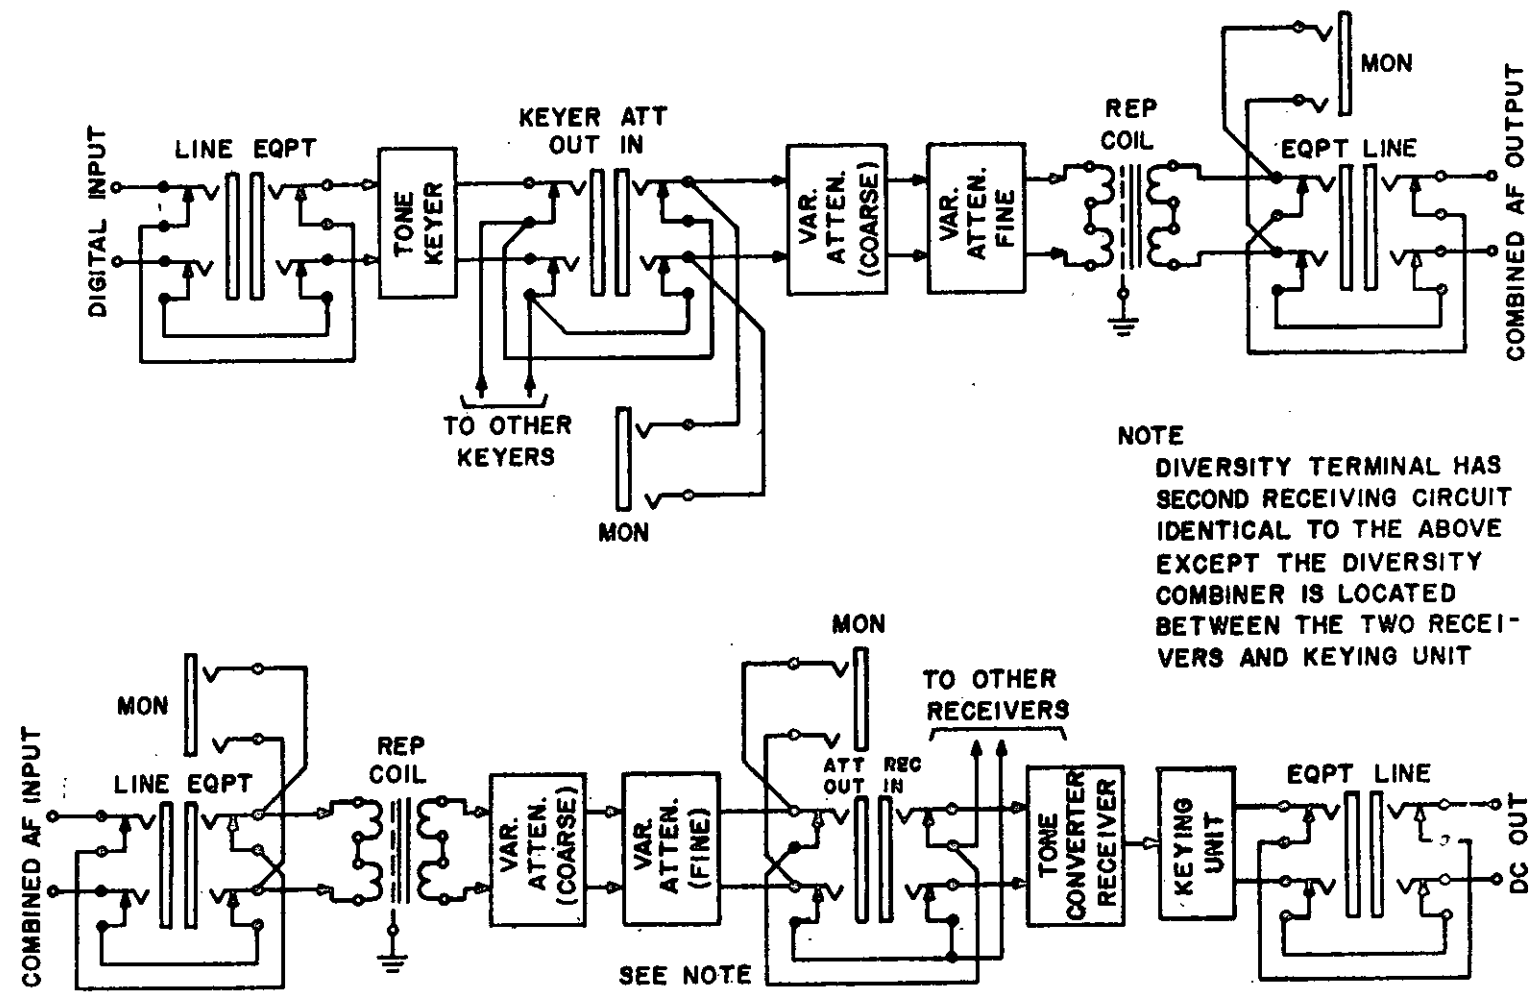 DIGITAL INPUT
LINE EQPT
TONE
KEYER
KEYER ATT
OUT IN
TO OTHER
KEYERS
MON
VAR.
ATTEN.
(COARSE)
VAR.
ATTEN.
FINE
REP
COIL
MON
EQPT LINE
COMBINED AF OUTPUT
NOTE
DIVERSITY TERMINAL HAS
SECOND RECEIVING CIRCUIT
IDENTICAL TO THE ABOVE
EXCEPT THE DIVERSITY
COMBINER IS LOCATED
BETWEEN THE TWO RECEI-
VERS AND KEYING UNIT
COMBINED AF INPUT
MON
LINE EQPT
REP
COIL
VAR.
ATTEN.
(COARSE)
VAR.
ATTEN.
(FINE)
MON
ATT REC
OUT IN
SEE NOTE
TO OTHER
RECEIVERS
TONE
CONVERTER
RECEIVER
KEYING
UNIT
EQPT LINE
DC OUT